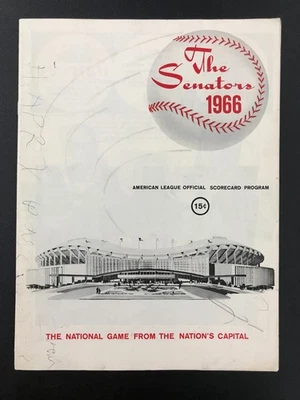 The
Senators
1966
AMERICAN LEAGUE OFFICIAL SCORECARD PROGRAM
15¢
THE NATIONAL GAME FROM THE NATION'S CAPITAL